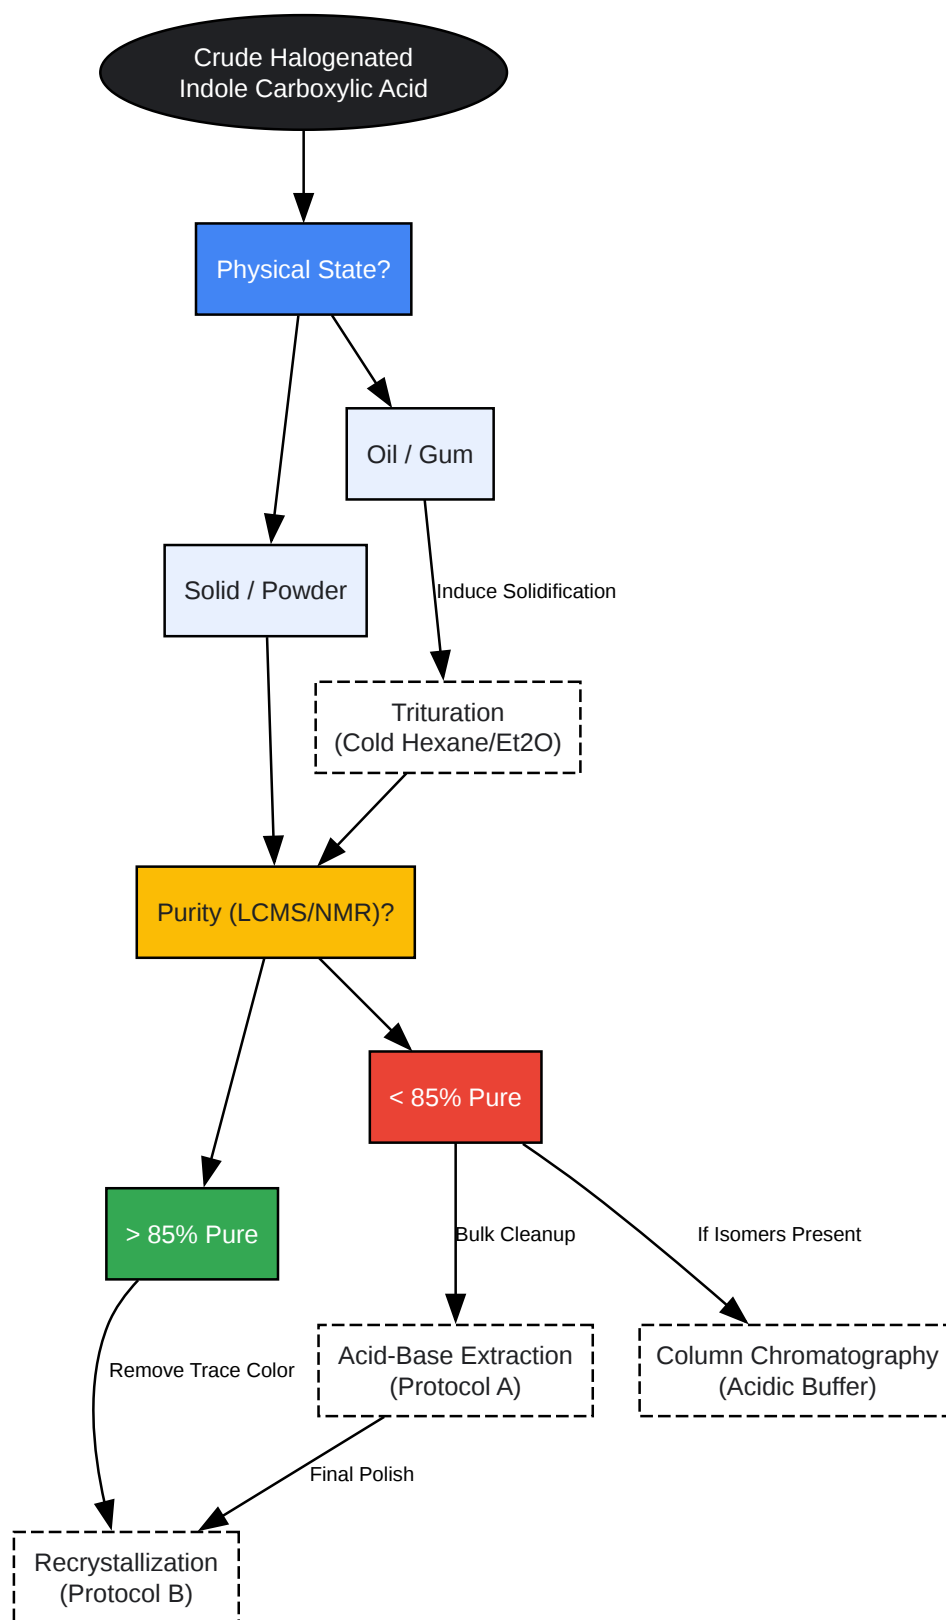 Crude Halogenated
Indole Carboxylic Acid
Physical State?
Oil / Gum
Solid / Powder
Induce Solidification
Trituration
(Cold Hexane/Et2O)
Purity (LCMS/NMR)?
< 85% Pure
> 85% Pure
Bulk Cleanup
If Isomers Present
Acid-Base Extraction
(Protocol A)
Column Chromatography
(Acidic Buffer)
Remove Trace Color
Final Polish
Recrystallization
(Protocol B)